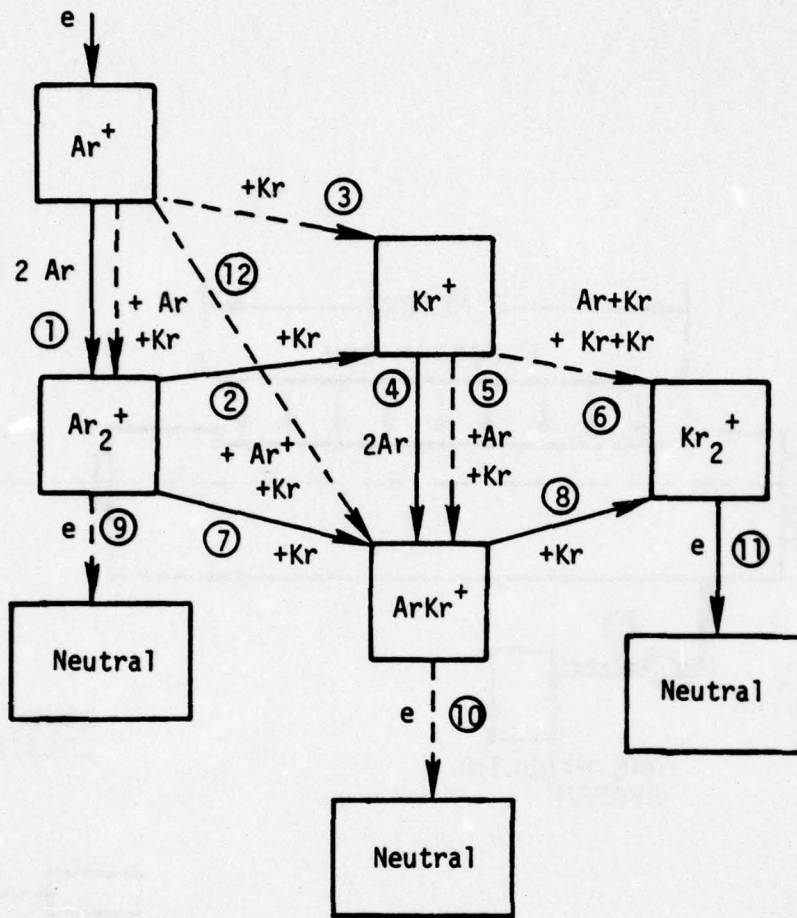 e
Ar+
+Kr
③
2 Ar
⑫
Kr+
Ar+Kr
+ Ar
+Kr
①
+Kr
+ Kr+Kr
④
⑤
⑥
Ar2+
②
Kr2+
+ Ar+
+Kr
2Ar
+Ar
+Kr
⑧
e
⑨
⑦
+Kr
+Kr
e
⑪
ArKr+
Neutral
Neutral
e
⑩
Neutral